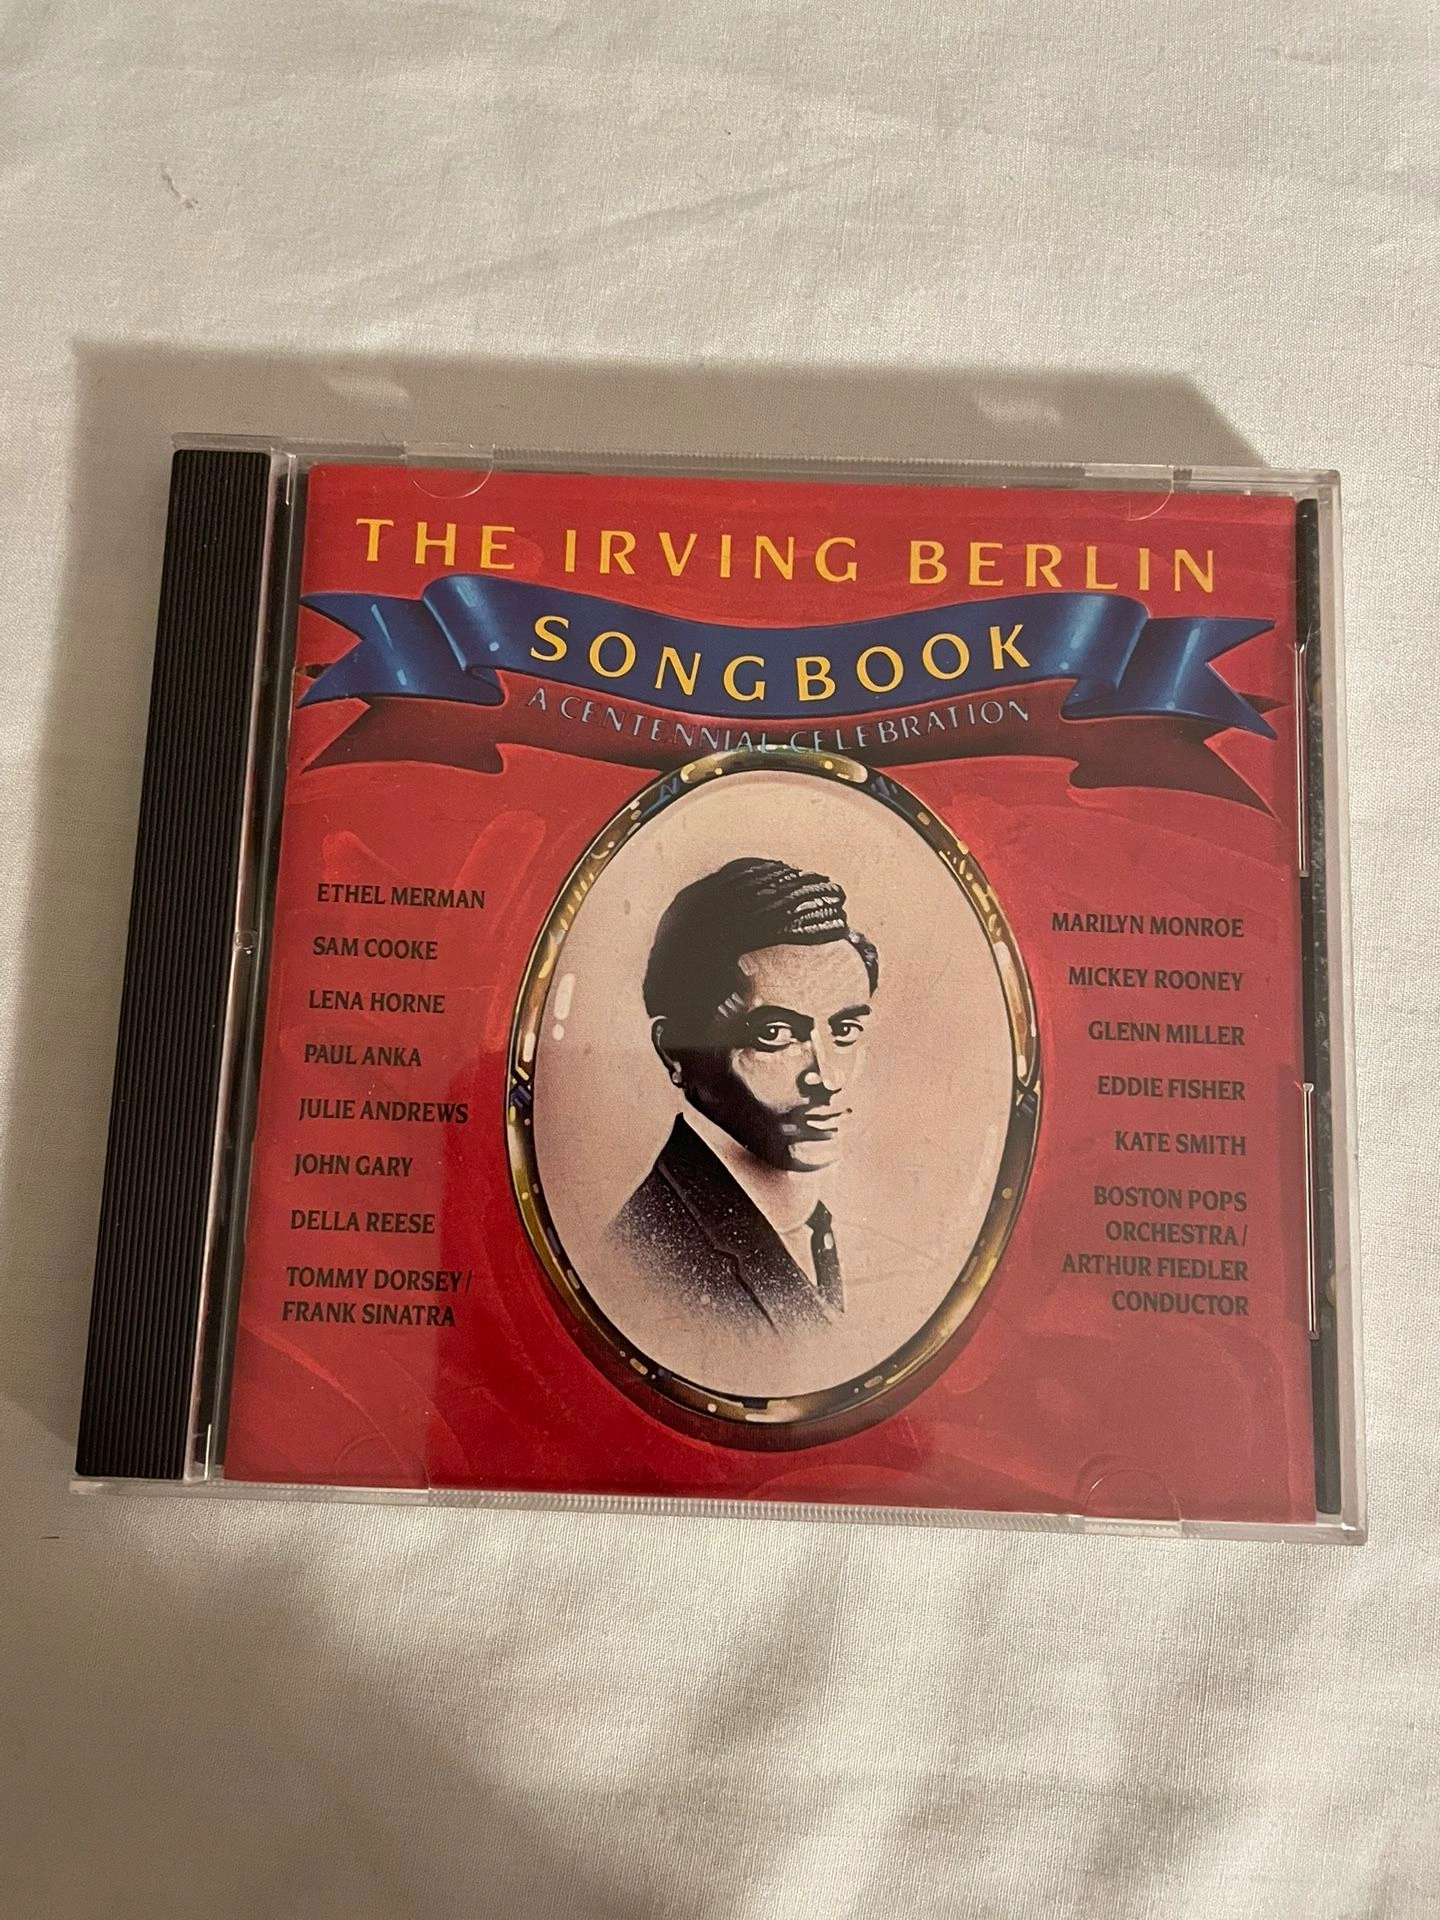 THE IRVING BERLIN
SONGBOOK
A CENTENNIAL CELEBRATION
ETHEL MERMAN
SAM COOKE
LENA HORNE
PAUL ANKA
JULIE ANDREWS
JOHN GARY
DELLA REESE
TOMMY DORSEY/
FRANK SINATRA
MARILYN MONROE
MICKEY ROONEY
GLENN MILLER
EDDIE FISHER
KATE SMITH
BOSTON POPS
ORCHESTRA/
ARTHUR FIEDLER
CONDUCTOR